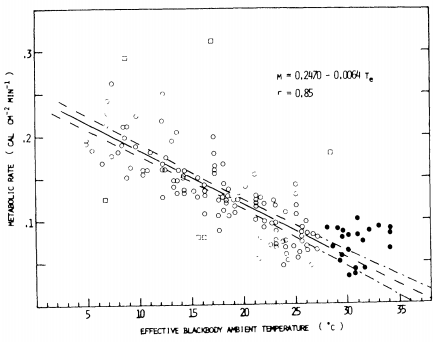 .3
.2
.1
M = 0.2470 - 0.0064 Te
r = 0.85
METABOLIC RATE ( CAL CM⁻² MIN⁻¹ )
5 10 15 20 25 30 35
EFFECTIVE BLACKBODY AMBIENT TEMPERATURE ( °C )